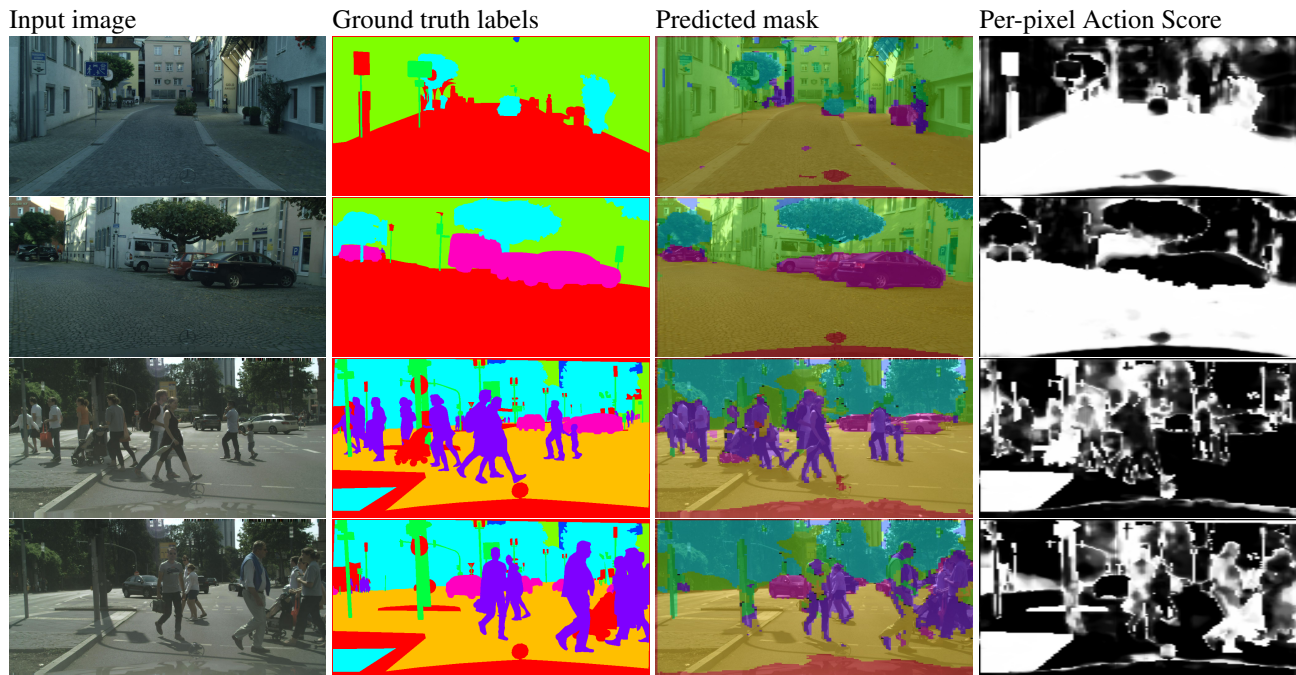 Input image
Ground truth labels
Predicted mask
Per-pixel Action Score